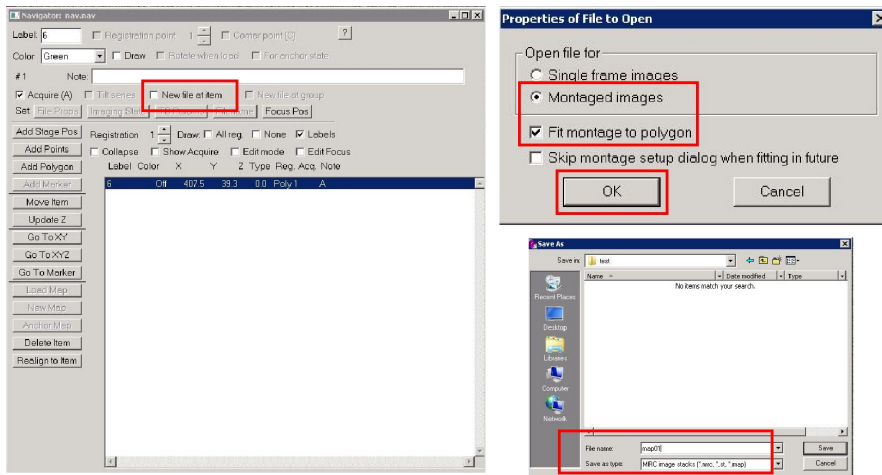 Navigator: nav.nav
Label: 6 Registration point 1 Corner point (C) ?
Color Green Draw Rotate when load For anchor state
#1 Note:
Acquire (A) Tilt series New file at item New file at group
Set: File Props Imaging State Focus Pos
Add Stage Pos Registration 1 Draw: All reg. None Labels
Add Points Collapse Show Acquire Edit mode Edit Focus
Add Polygon Label Color X Y Z Type Reg. Acq. Note
Add Marker 6 Off 407.5 39.3 0.0 Poly 1 A
Move Item
Update Z
Go To XY
Go To XYZ
Go To Marker
Load Map
New Map
Anchor Map
Delete Item
Realign to Item
Properties of File to Open
Open file for
Single frame images
Montaged images
Fit montage to polygon
Skip montage setup dialog when fitting in future
OK Cancel
Save As
Save in: test
Name Date modified Type
No items match your search.
Recent Places
Desktop
Libraries
Computer
Network
File name: map01 Save
Save as type: MRC image stacks (*.mrc, *.st, *.map) Cancel